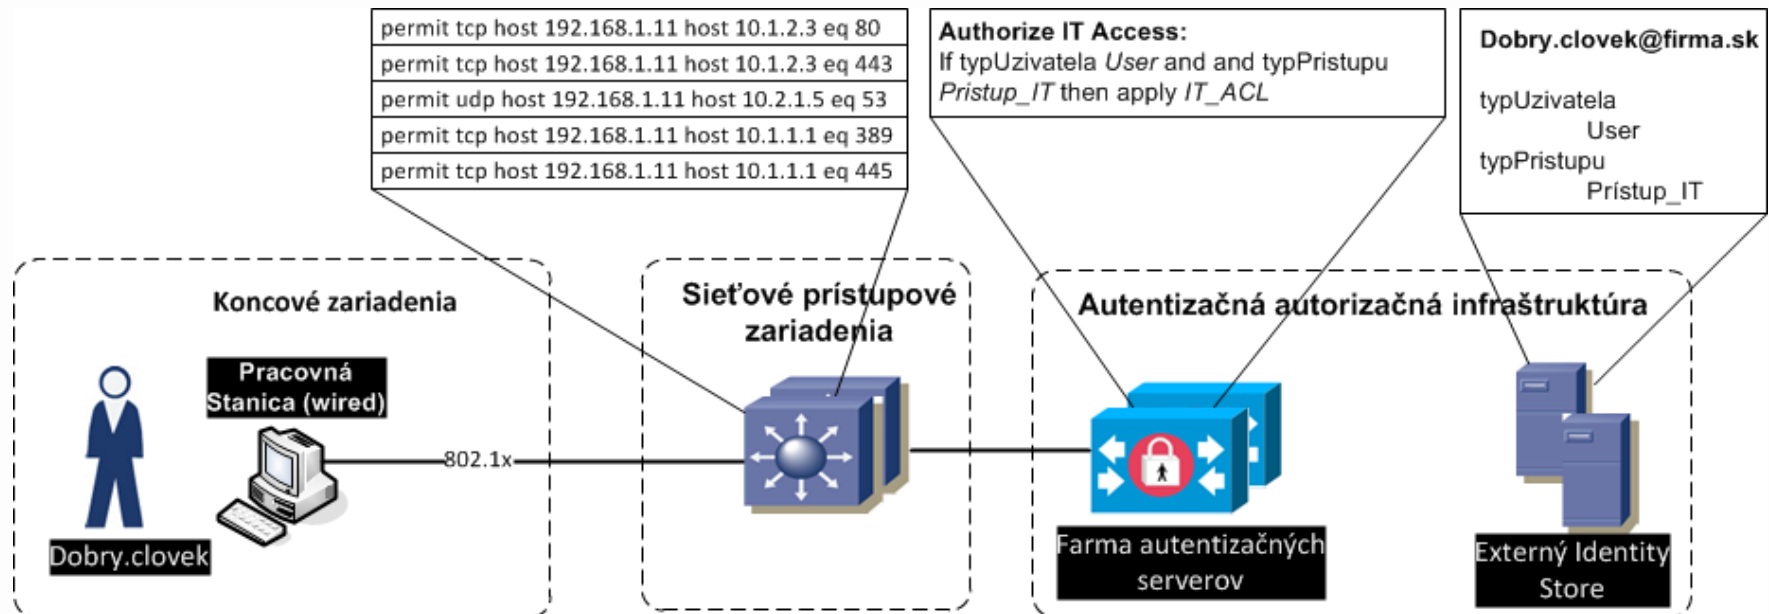 permit tcp host 192.168.1.11 host 10.1.2.3 eq 80
permit tcp host 192.168.1.11 host 10.1.2.3 eq 443
permit udp host 192.168.1.11 host 10.2.1.5 eq 53
permit tcp host 192.168.1.11 host 10.1.1.1 eq 389
permit tcp host 192.168.1.11 host 10.1.1.1 eq 445
Authorize IT Access:
If typUzivatela User and and typPristupu
Pristup_IT then apply IT_ACL
Dobry.clovek@firma.sk
typUzivatela
User
typPristupu
Prístup_IT
Koncové zariadenia
Pracovná
Stanica (wired)
Dobry.clovek
802.1x
Sieťové prístupové
zariadenia
Autentizačná autorizačná infraštruktúra
Farma autentizačných
serverov
Externý Identity
Store